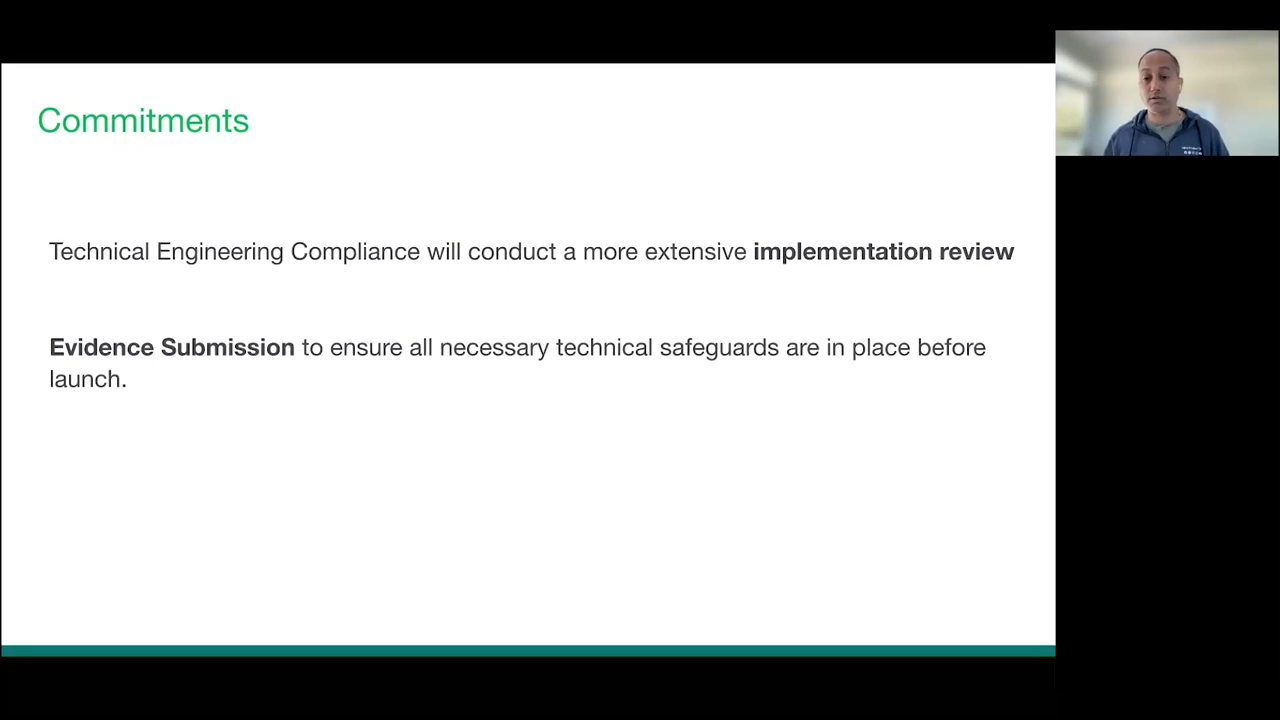 Commitments
Technical Engineering Compliance will conduct a more extensive implementation review
Evidence Submission to ensure all necessary technical safeguards are in place before
launch.